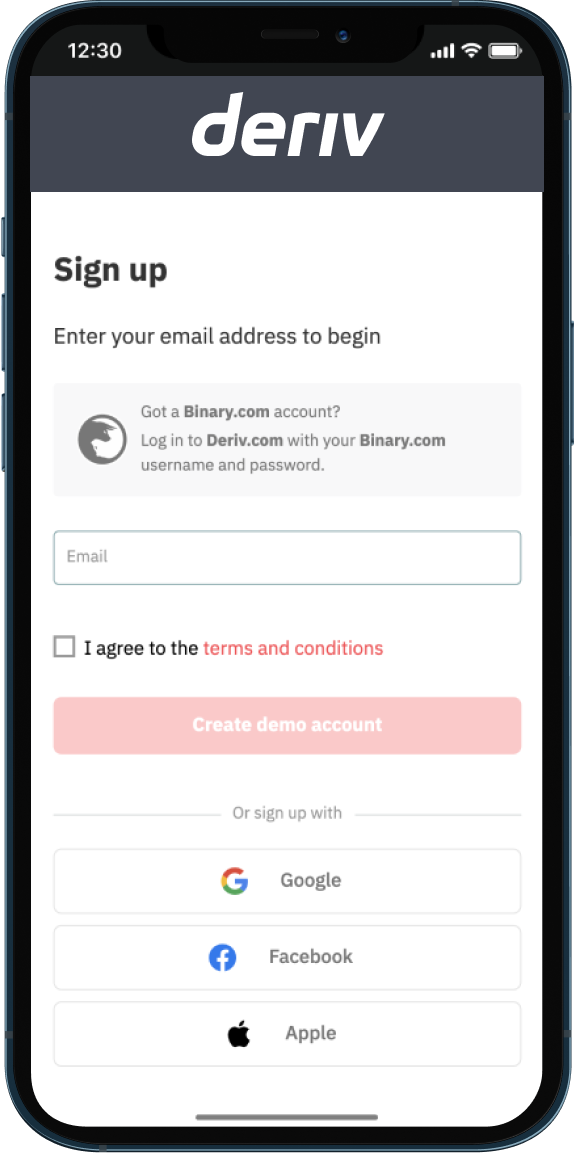 12:30
deriv
Sign up
Enter your email address to begin
Got a Binary.com account?
Log in to Deriv.com with your Binary.com
username and password.
Email
I agree to the terms and conditions
Create demo account
Or sign up with
Google
Facebook
Apple